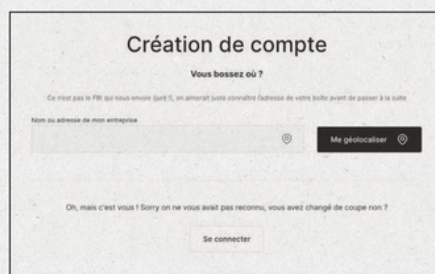 Création de compte
Vous bossez où ?
Ce n'est pas le FBI qui nous envoie (juré !), on aimerait juste connaître l'adresse de votre boîte avant de passer à la suite
Nom ou adresse de mon entreprise
Me géolocaliser
Oh, mais c'est vous ! Sorry on ne vous avait pas reconnu, vous avez changé de coupe non ?
Se connecter